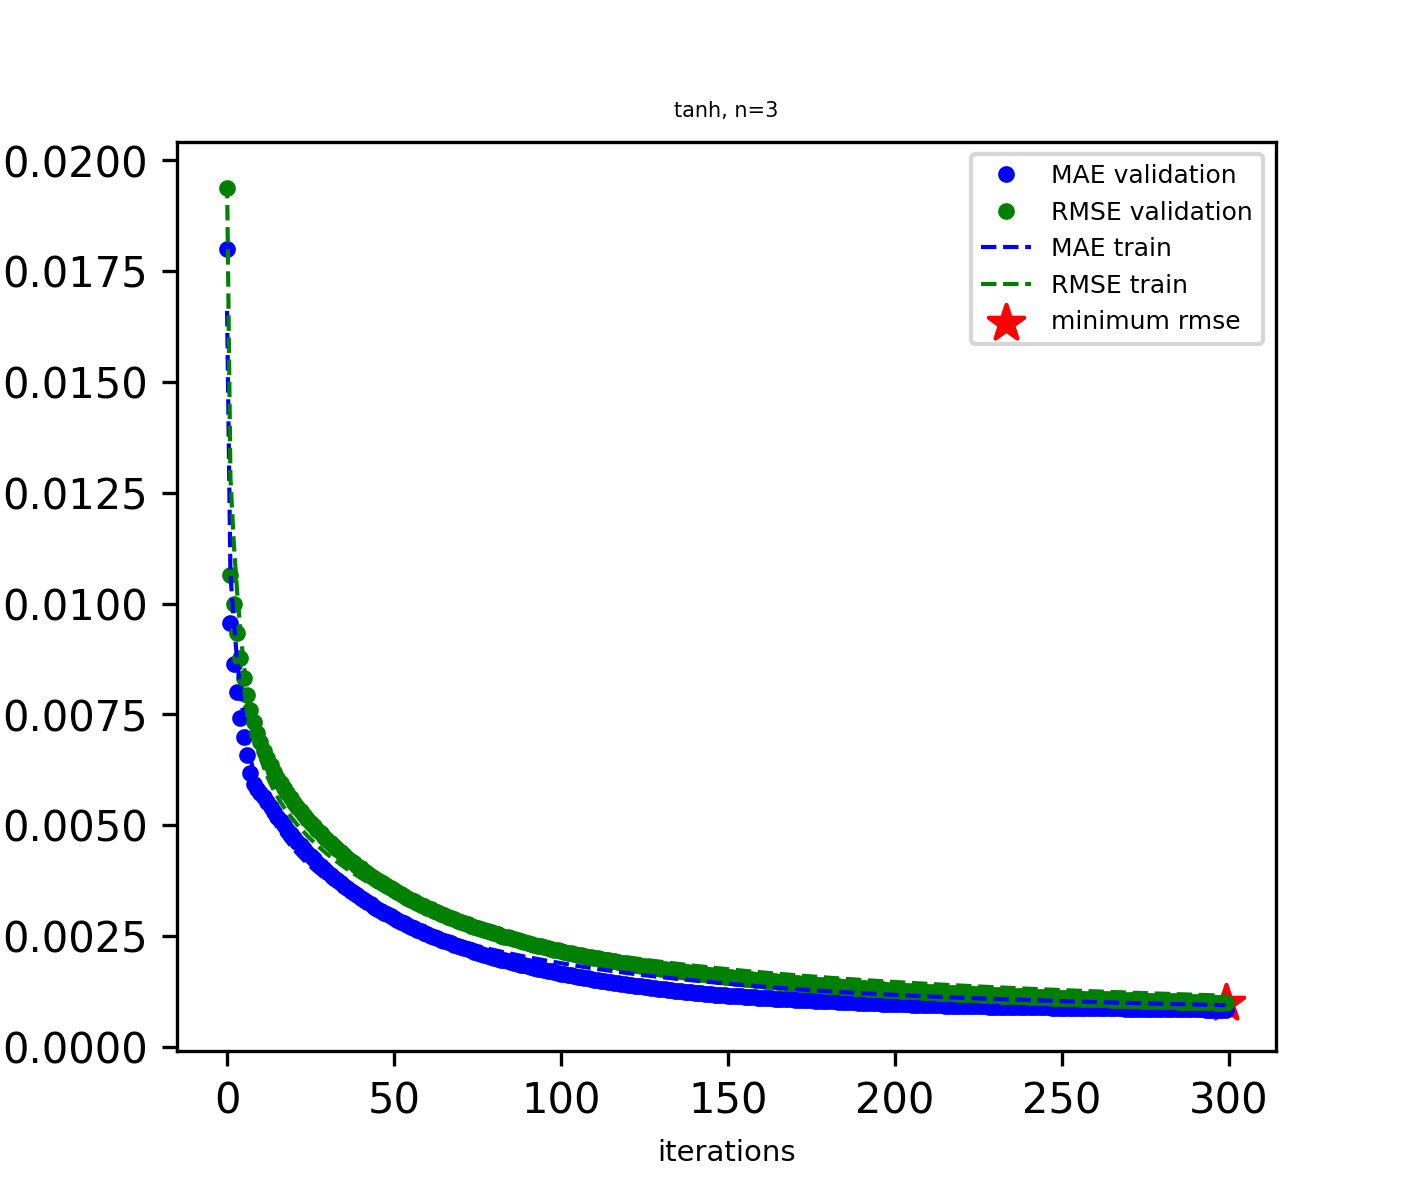 tanh, n=3
0.0200
0.0175
0.0150
0.0125
0.0100
0.0075
0.0050
0.0025
0.0000
MAE validation
RMSE validation
MAE train
RMSE train
minimum rmse
0 50 100 150 200 250 300
iterations